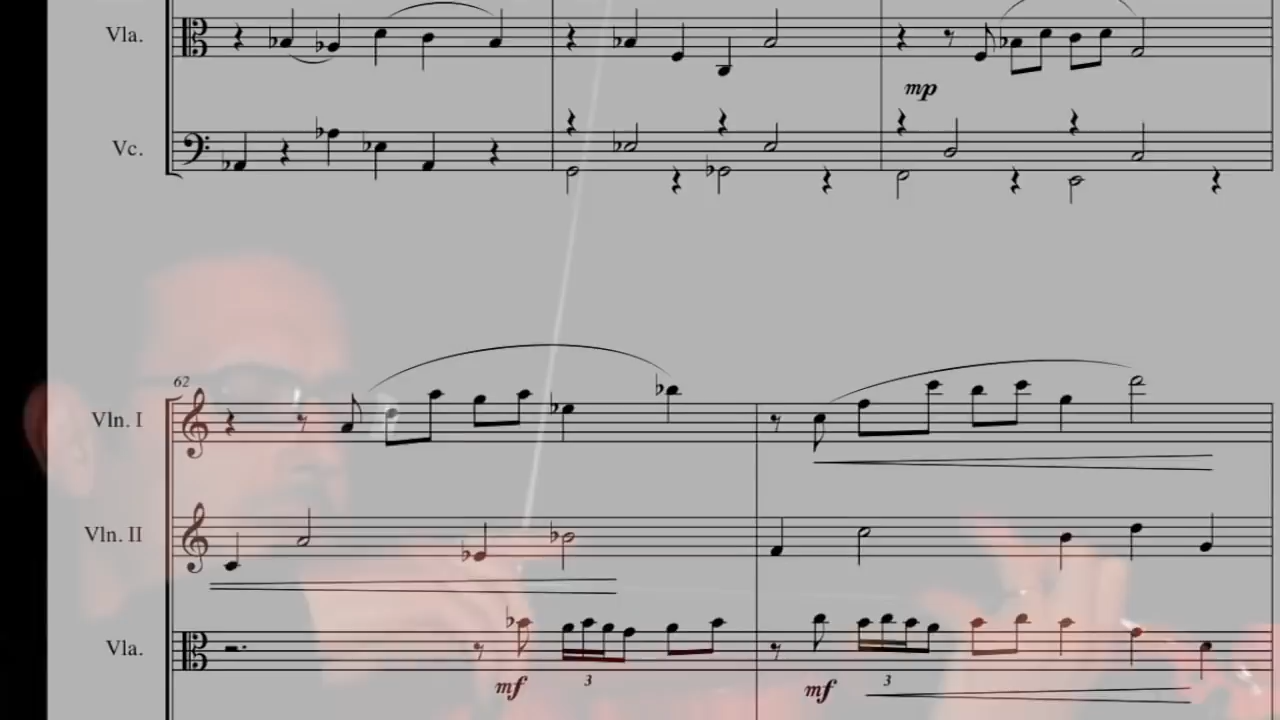 Vla.
mp
Vc.
62
Vln. I
Vln. II
Vla.
mf
3
mf
3